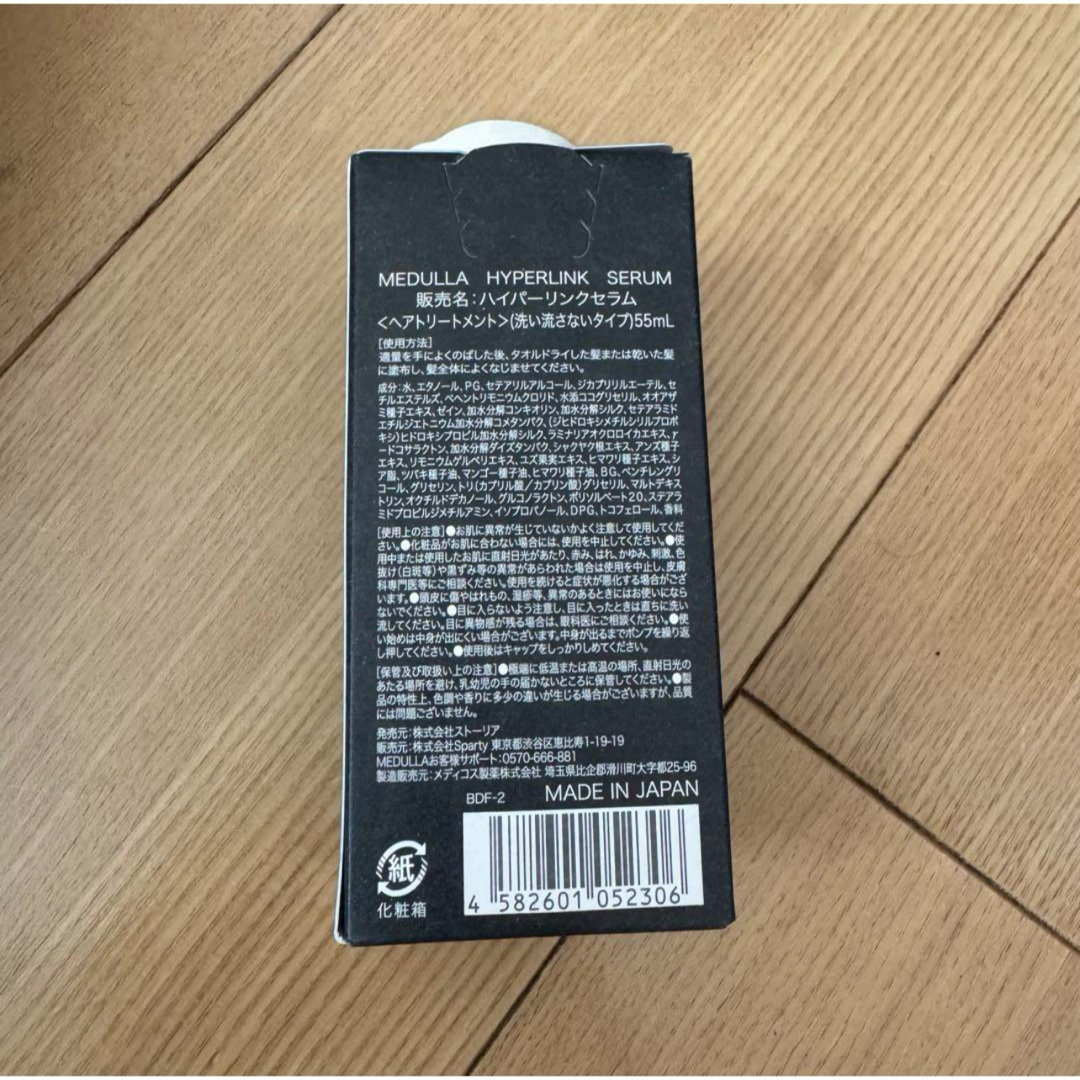 MEDULLA HYPERLINK SERUM
販売名：ハイパーリンクセラム
＜ヘアトリートメント＞(洗い流さないタイプ)55mL
[使用方法]
適量を手によくのばした後、タオルドライした髪または乾いた髪
に塗布し、髪全体によくなじませてください。
成分：水、エタノール、PG、セテアリルアルコール、ジカプリリルエーテル、セ
チルエステルズ、ベヘントリモニウムクロリド、水添ココグリセリル、オオアザ
ミ種子エキス、ゼイン、加水分解コンキオリン、加水分解シルク、セテアラミド
エチルジエトニウム加水分解コメタンパク、(ジヒドロキシメチルシリルプロポ
キシ)ヒドロキシプロピル加水分解シルク、ラミナリアオクロロイカエキス、γ
ードコサラクトン、加水分解ダイズタンパク、シャクヤク根エキス、アンズ種子
エキス、リモニウムゲルベリエキス、ユズ果実エキス、ヒマワリ種子エキス、シ
ア脂、ツバキ種子油、マンゴー種子油、ヒマワリ種子油、BG、ペンチレングリ
コール、グリセリン、トリ(カプリル酸／カプリン酸)グリセリル、マルトデキス
トリン、オクチルドデカノール、グルコノラクトン、ポリソルベート20、ステアラ
ミドプロピルジメチルアミン、イソプロパノール、DPG、トコフェロール、香料
[使用上の注意]●お肌に異常が生じていないかよく注意して使用してくだ
さい。●化粧品がお肌に合わない場合には、使用を中止してください。●使
用中または使用したお肌に直射日光があたり、赤み、はれ、かゆみ、刺激、色
抜け(白斑等)や黒ずみ等の異常があらわれた場合は使用を中止し、皮膚
科専門医等にご相談ください。使用を続けると症状が悪化する場合がござ
います。●頭皮に傷やはれもの、湿疹等、異常のあるときにはお使いになら
ないでください。●目に入らないよう注意し、目に入ったときは直ちに洗い
流してください。目に異物感が残る場合は、眼科医にご相談ください。●使
い始めは中身が出にくい場合がございます。中身が出るまでポンプを繰り返
し押してください。●使用後はキャップをしっかりしめてください。
[保管及び取扱い上の注意]●極端に低温または高温の場所、直射日光の
あたる場所を避け、乳幼児の手の届かないところに保管してください。●製
品の特性上、色調や香りに多少の違いが生じる場合がございますが、品質
には問題ございません。
発売元：株式会社ストーリア
販売元：株式会社Sparty 東京都渋谷区恵比寿1-19-19
MEDULLAお客様サポート：0570-666-881
製造販売元：メディコス製薬株式会社 埼玉県比企郡滑川町大字都25-96
BDF-2 MADE IN JAPAN
紙
化粧箱
4 582601 052306